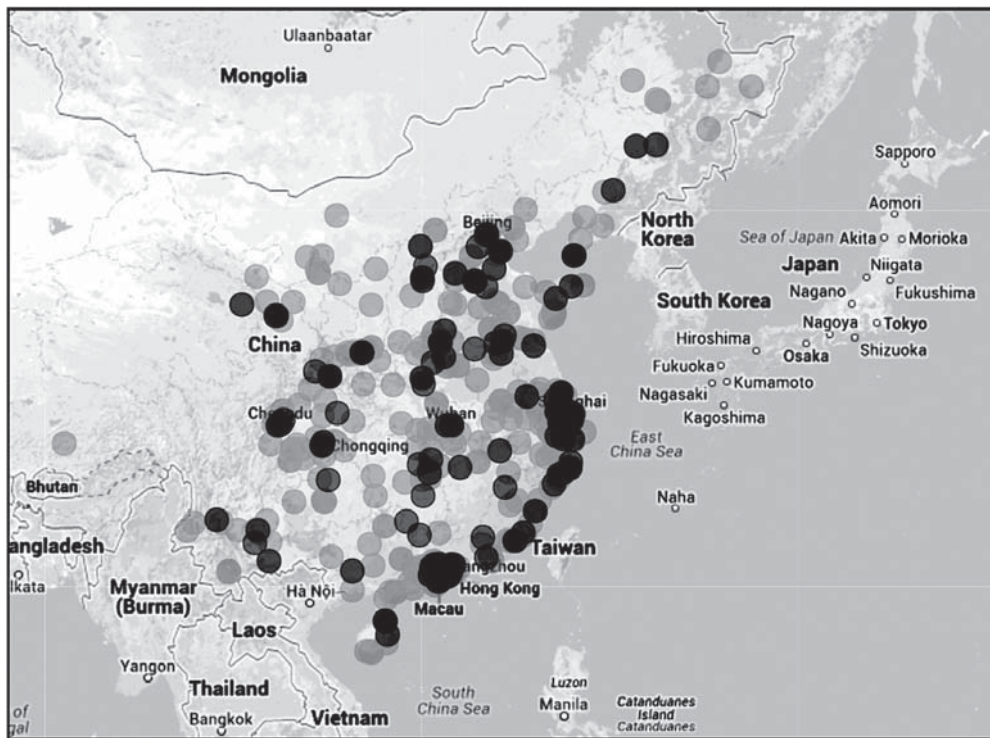 Ulaanbaatar
Mongolia
Sapporo
Aomori
North
Korea
Sea of Japan
Akita
Morioka
Beijing
Japan
Niigata
Fukushima
South Korea
Nagano
Nagoya
Tokyo
Hiroshima
Osaka
Shizuoka
China
Fukuoka
Nagasaki
Kumamoto
Kagoshima
Wuhan
Chongqing
East
China Sea
Bhutan
Naha
angladesh
Taiwan
lkata
Myanmar
(Burma)
Hà Nội
Hong Kong
Macau
Laos
Yangon
Thailand
Bangkok
Vietnam
South
China Sea
Luzon
Manila
Catanduanes
Island
Catanduanes
of
gal